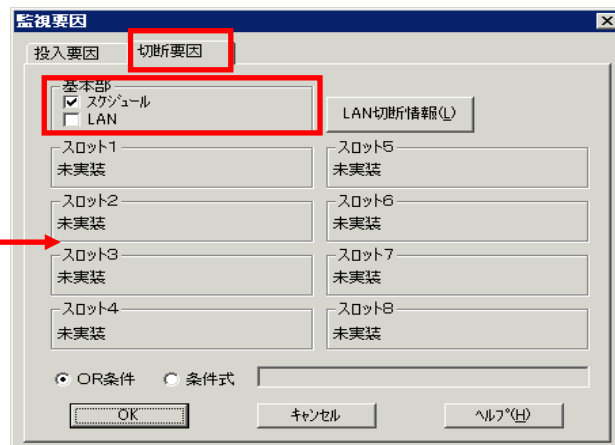 監視要因
投入要因 切断要因
基本部
スケジュール
LAN
LAN切断情報(L)
スロット1
未実装
スロット5
未実装
スロット2
未実装
スロット6
未実装
スロット3
未実装
スロット7
未実装
スロット4
未実装
スロット8
未実装
OR条件 条件式
OK キャンセル ヘルプ(H)